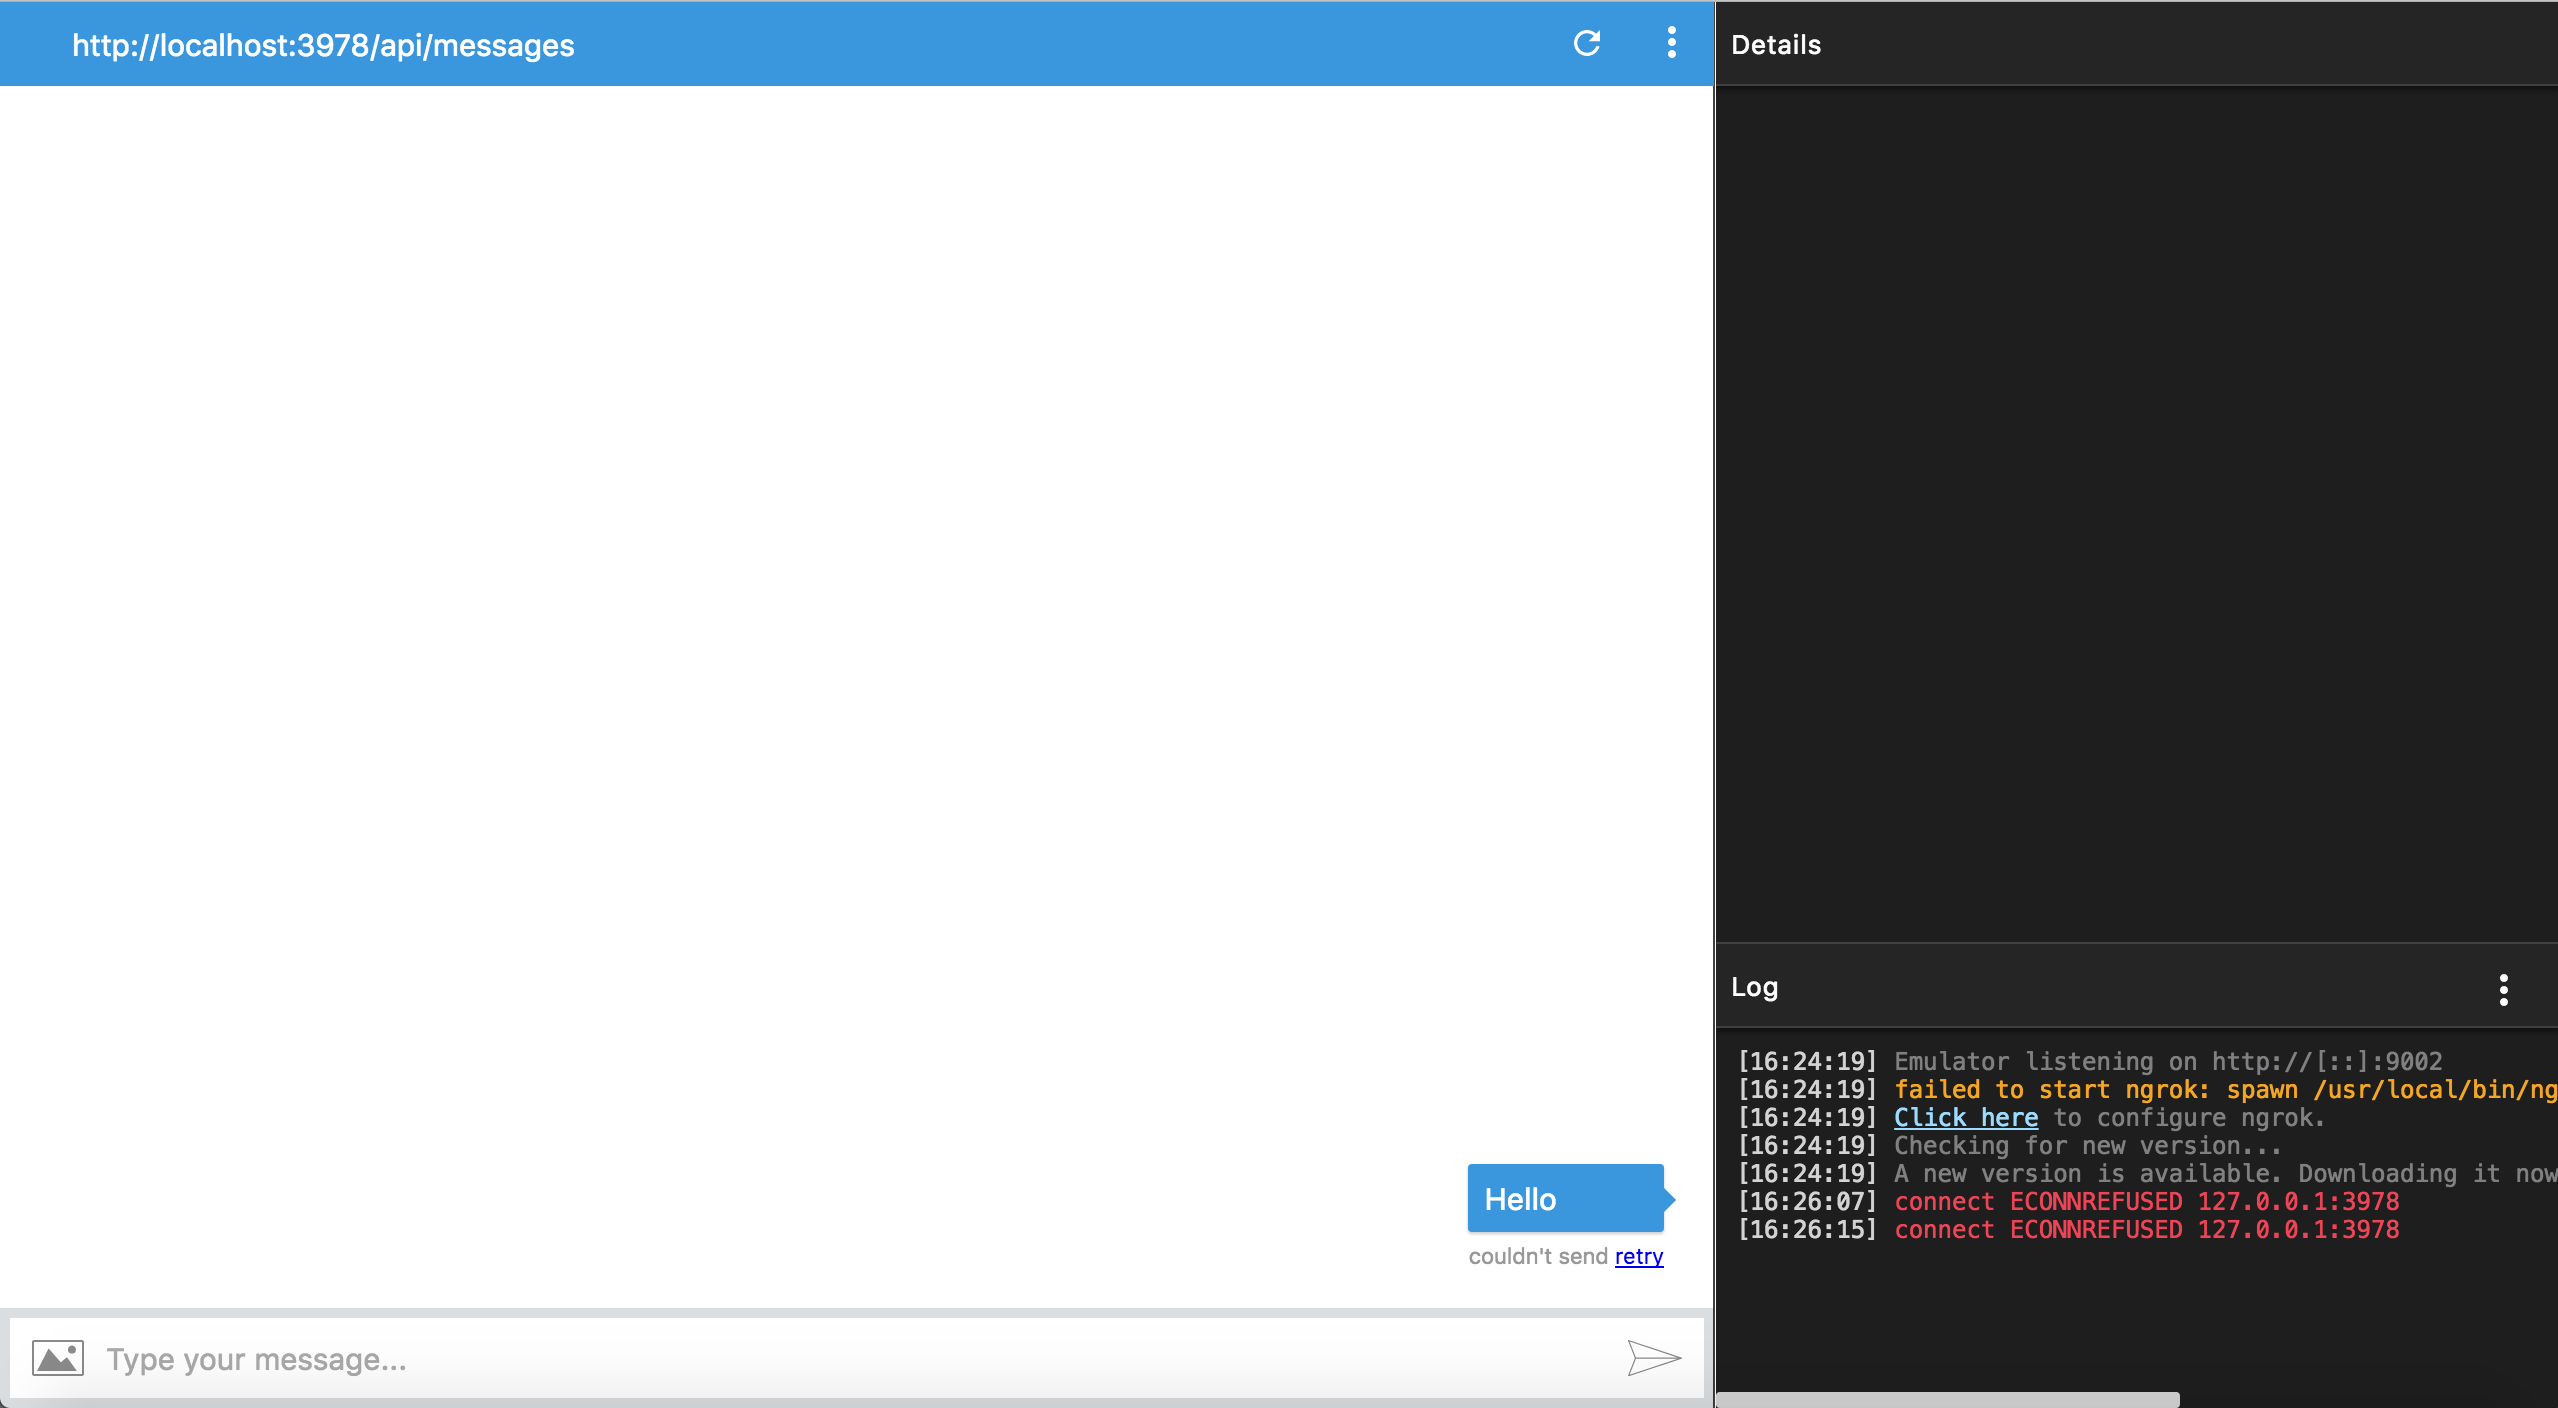 http://localhost:3978/api/messages
Hello
couldn't send retry
Type your message...
Details
Log
[16:24:19] Emulator listening on http://[::]:9002
[16:24:19] failed to start ngrok: spawn /usr/local/bin/ng
[16:24:19] Click here to configure ngrok.
[16:24:19] Checking for new version...
[16:24:19] A new version is available. Downloading it now
[16:26:07] connect ECONNREFUSED 127.0.0.1:3978
[16:26:15] connect ECONNREFUSED 127.0.0.1:3978